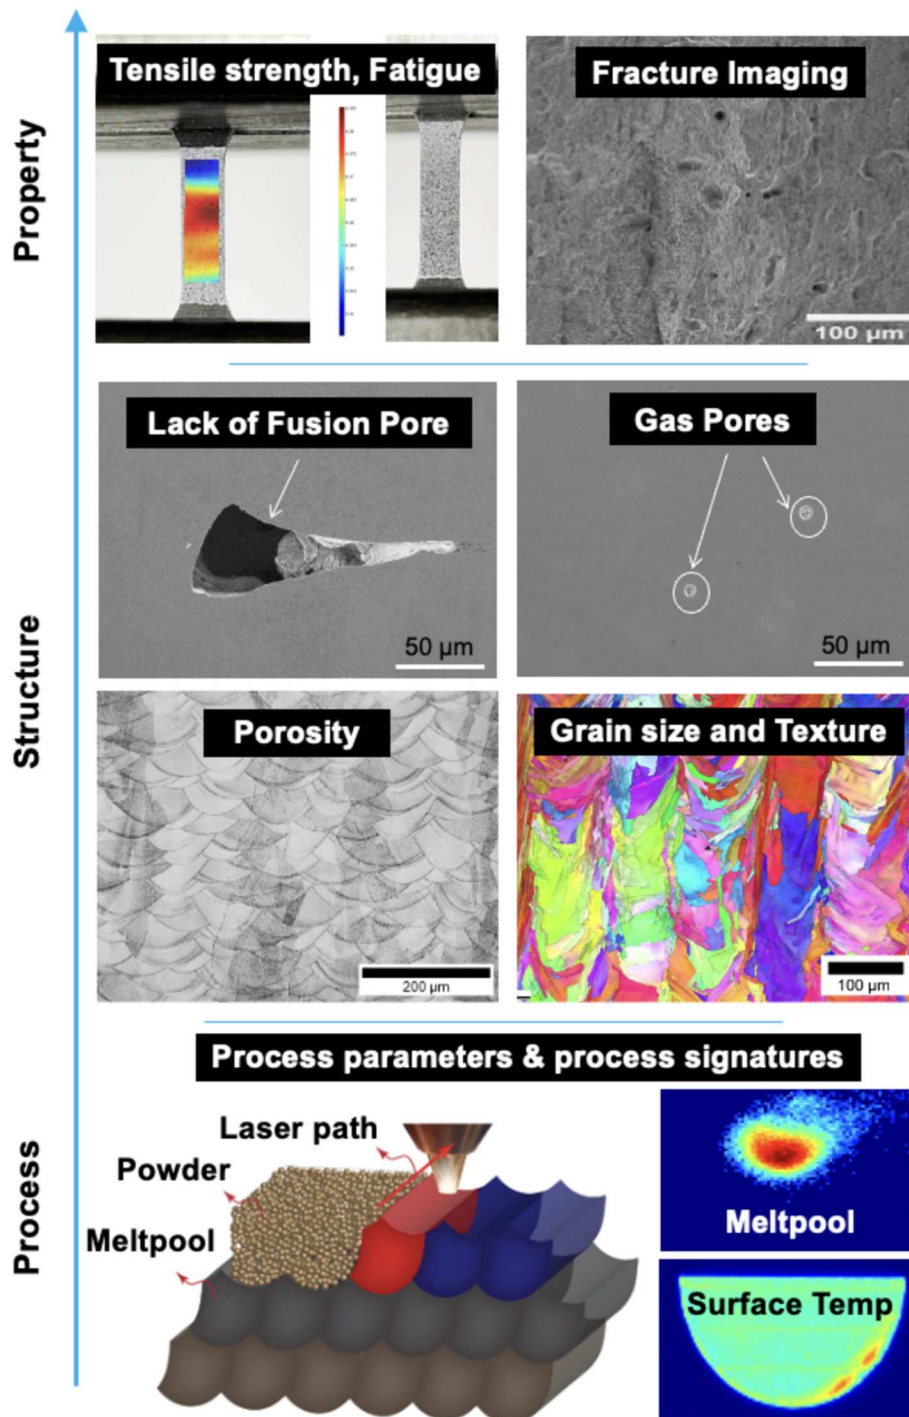 Property
Tensile strength, Fatigue
Fracture Imaging
100 µm
Structure
Lack of Fusion Pore
50 µm
Gas Pores
50 µm
Porosity
200 µm
Grain size and Texture
100 µm
Process
Process parameters & process signatures
Laser path
Powder
Meltpool
Meltpool
Surface Temp